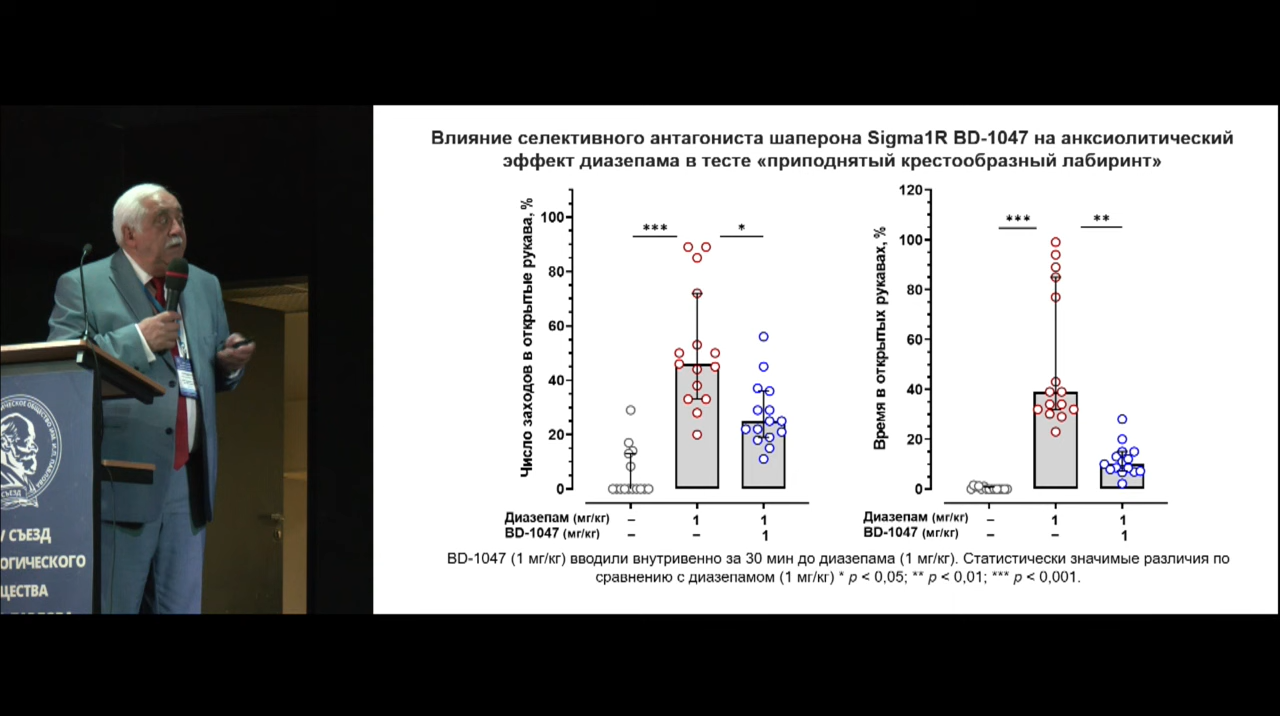 Влияние селективного антагониста шаперона Sigma1R BD-1047 на анксиолитический
эффект диазепама в тесте «приподнятый крестообразный лабиринт»
Число заходов в открытые рукава, %
100
80
60
40
20
0
*** *
Диазепам (мг/кг) – 1 1
BD-1047 (мг/кг) – – 1
Время в открытых рукавах, %
120
100
80
60
40
20
0
*** **
Диазепам (мг/кг) – 1 1
BD-1047 (мг/кг) – – 1
BD-1047 (1 мг/кг) вводили внутривенно за 30 мин до диазепама (1 мг/кг). Статистически значимые различия по
сравнению с диазепамом (1 мг/кг) * p < 0,05; ** p < 0,01; *** p < 0,001.
СЪЕЗД
V СЪЕЗД
ОГИЧЕСКОГО
ЩЕСТВА